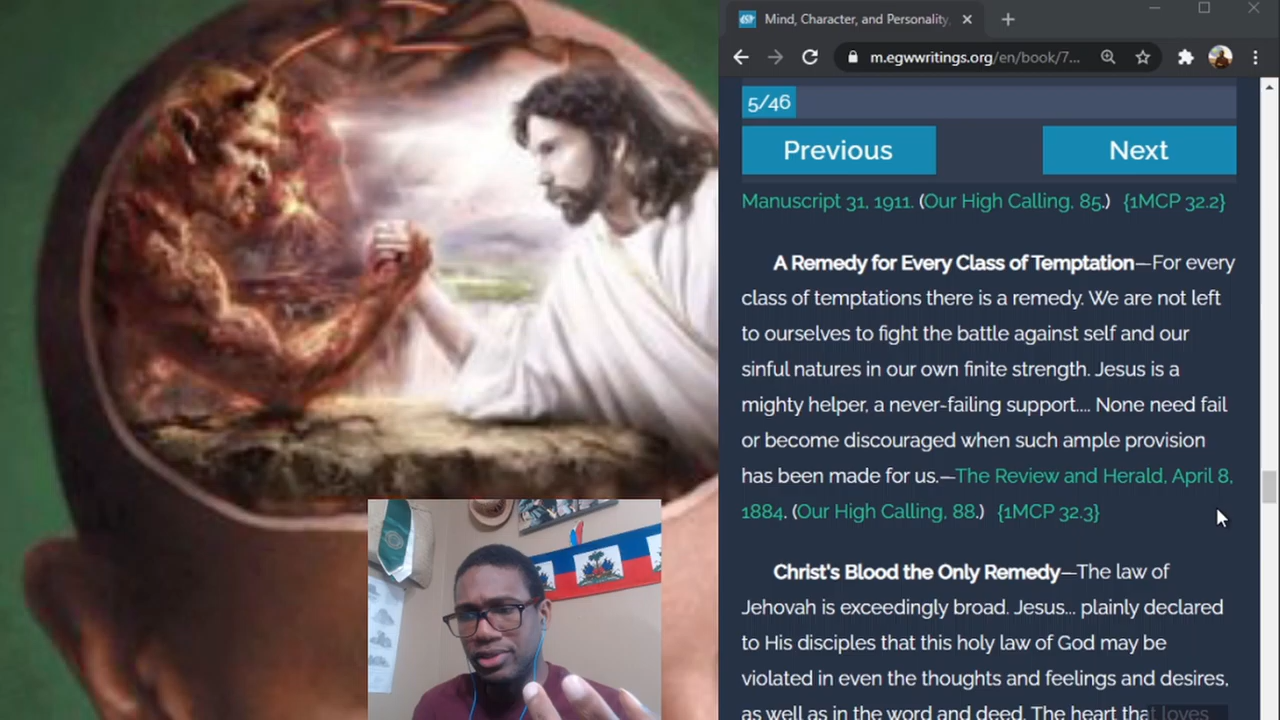 Mind, Character, and Personality
m.egwwritings.org/en/book/7...
5/46
Previous
Next
Manuscript 31, 1911. (Our High Calling, 85.) {1MCP 32.2}
A Remedy for Every Class of Temptation—For every
class of temptations there is a remedy. We are not left
to ourselves to fight the battle against self and our
sinful natures in our own finite strength. Jesus is a
mighty helper, a never-failing support.... None need fail
or become discouraged when such ample provision
has been made for us.—The Review and Herald, April 8,
1884. (Our High Calling, 88.) {1MCP 32.3}
Christ's Blood the Only Remedy—The law of
Jehovah is exceedingly broad. Jesus... plainly declared
to His disciples that this holy law of God may be
violated in even the thoughts and feelings and desires,
as well as in the word and deed. The heart that loves